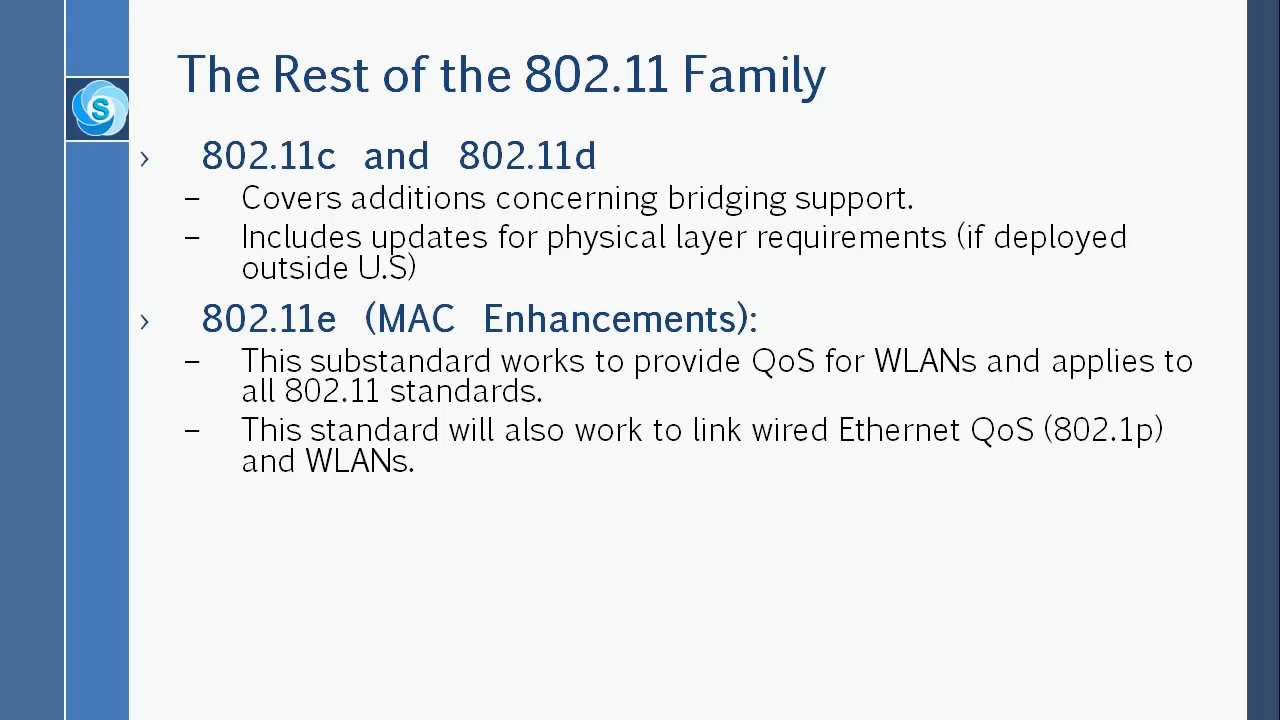 The Rest of the 802.11 Family
S
› 802.11c and 802.11d
– Covers additions concerning bridging support.
– Includes updates for physical layer requirements (if deployed
outside U.S)
› 802.11e (MAC Enhancements):
– This substandard works to provide QoS for WLANs and applies to
all 802.11 standards.
– This standard will also work to link wired Ethernet QoS (802.1p)
and WLANs.